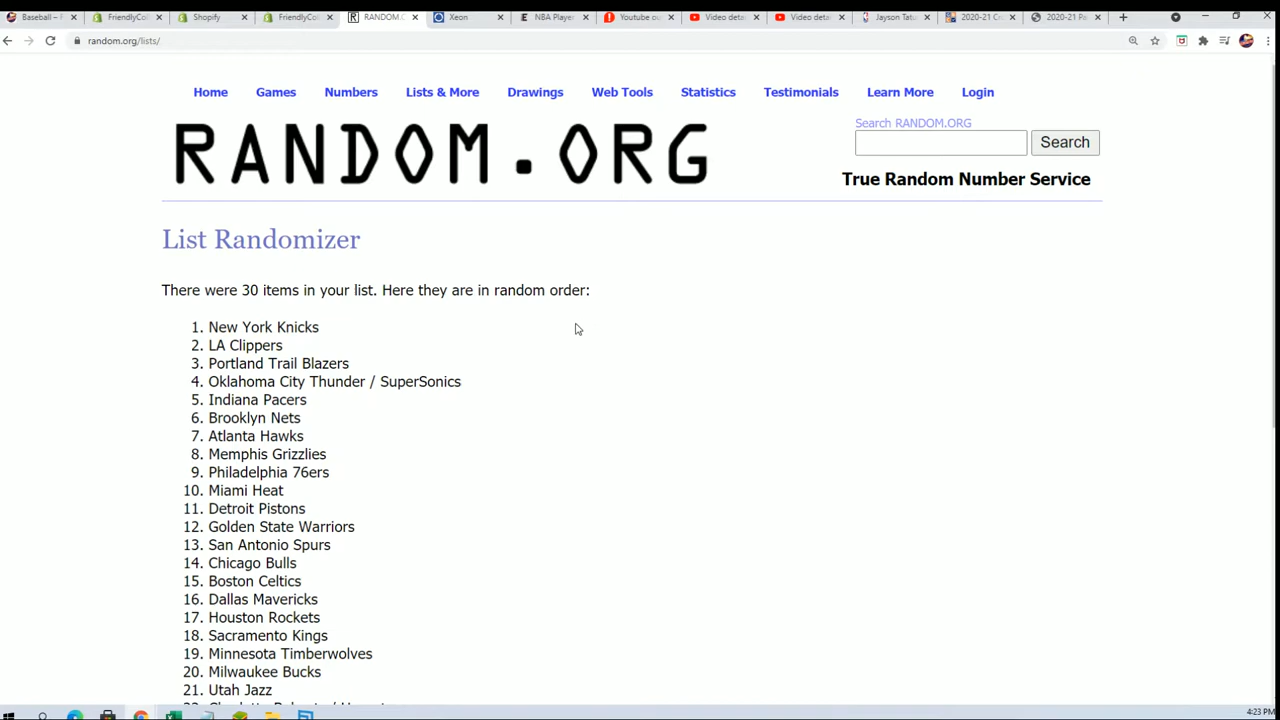 Baseball – F
FriendlyColl
Shopify
FriendlyColl
RANDOM.O
Xeon
NBA Player
Youtube ou
Video detai
Video detai
Jayson Tatu
2020-21 Cr
2020-21 Pa
random.org/lists/
Home Games Numbers Lists & More Drawings Web Tools Statistics Testimonials Learn More Login
RANDOM.ORG
Search RANDOM.ORG
Search
True Random Number Service
List Randomizer
There were 30 items in your list. Here they are in random order:
1. New York Knicks
2. LA Clippers
3. Portland Trail Blazers
4. Oklahoma City Thunder / SuperSonics
5. Indiana Pacers
6. Brooklyn Nets
7. Atlanta Hawks
8. Memphis Grizzlies
9. Philadelphia 76ers
10. Miami Heat
11. Detroit Pistons
12. Golden State Warriors
13. San Antonio Spurs
14. Chicago Bulls
15. Boston Celtics
16. Dallas Mavericks
17. Houston Rockets
18. Sacramento Kings
19. Minnesota Timberwolves
20. Milwaukee Bucks
21. Utah Jazz
4:23 PM